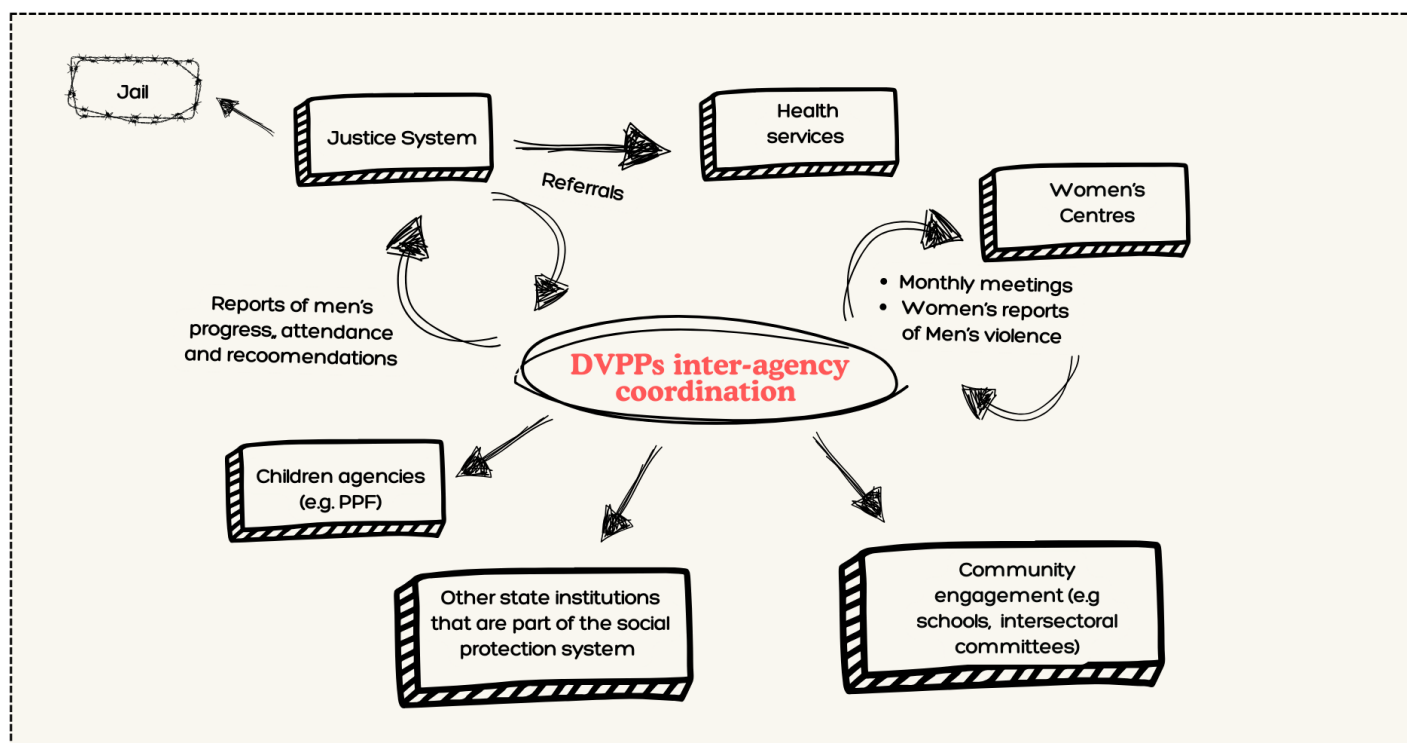 Jail
Justice System
Health
services
Referrals
Women's
Centres
Reports of men's
progress,, attendance
and recoomendations
• Monthly meetings
• Women's reports
of Men's violence
DVPPs inter-agency
coordination
Children agencies
(e.g. PPF)
Other state institutions
that are part of the social
protection system
Community
engagement (e.g
schools, intersectoral
committees)